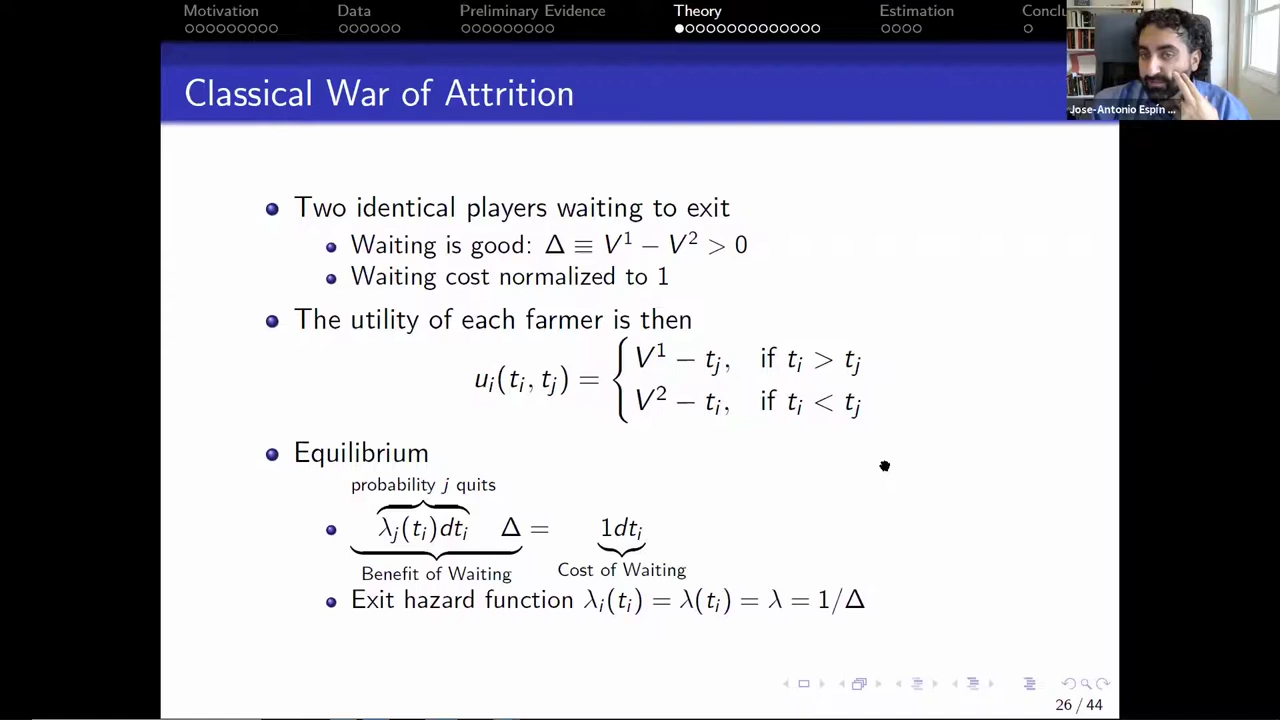 Motivation Data Preliminary Evidence Theory Estimation Conclu
Classical War of Attrition
Jose-Antonio Espín ...
Two identical players waiting to exit
Waiting is good: Δ ≡ V¹ − V² > 0
Waiting cost normalized to 1
The utility of each farmer is then
uᵢ(tᵢ, tⱼ) = { V¹ − tⱼ, if tᵢ > tⱼ
V² − tᵢ, if tᵢ < tⱼ
Equilibrium
probability j quits
λⱼ(tᵢ)dtᵢ Δ = 1dtᵢ
Benefit of Waiting Cost of Waiting
Exit hazard function λᵢ(tᵢ) = λ(tᵢ) = λ = 1/Δ
26 / 44